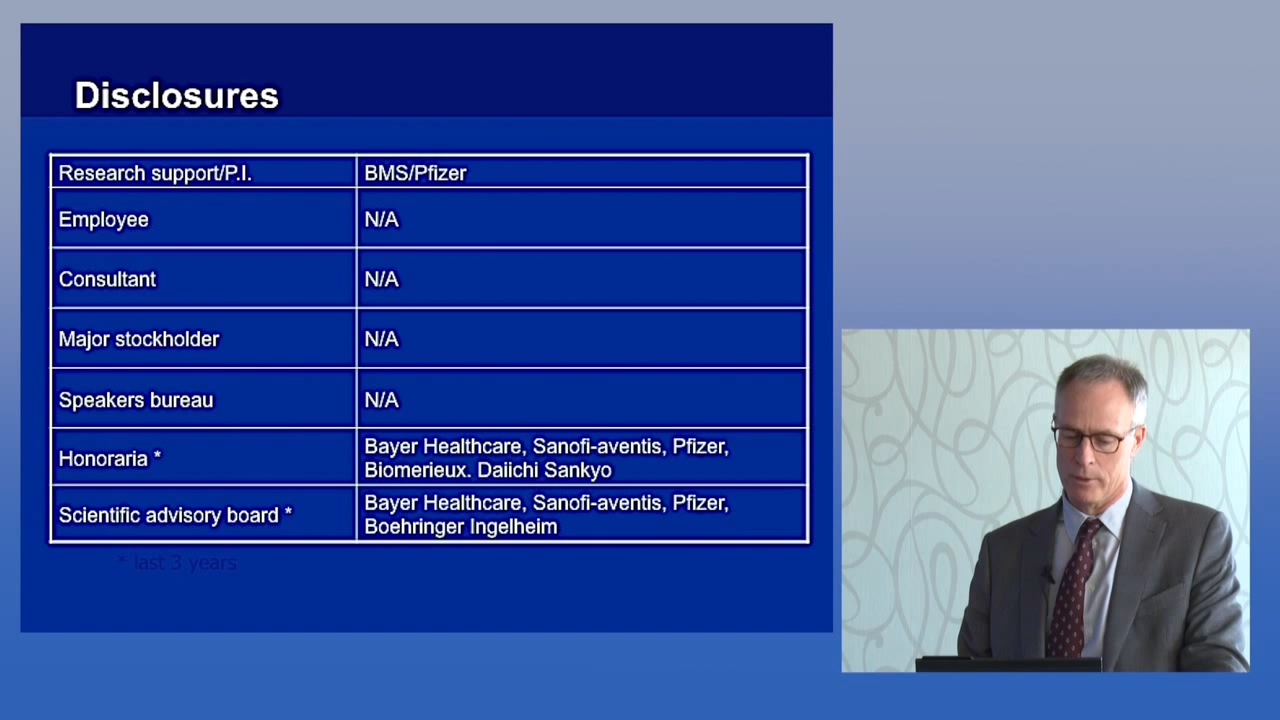 Disclosures
Research support/P.I. BMS/Pfizer
Employee N/A
Consultant N/A
Major stockholder N/A
Speakers bureau N/A
Honoraria * Bayer Healthcare, Sanofi-aventis, Pfizer,
Biomerieux. Daiichi Sankyo
Scientific advisory board * Bayer Healthcare, Sanofi-aventis, Pfizer,
Boehringer Ingelheim
* last 3 years